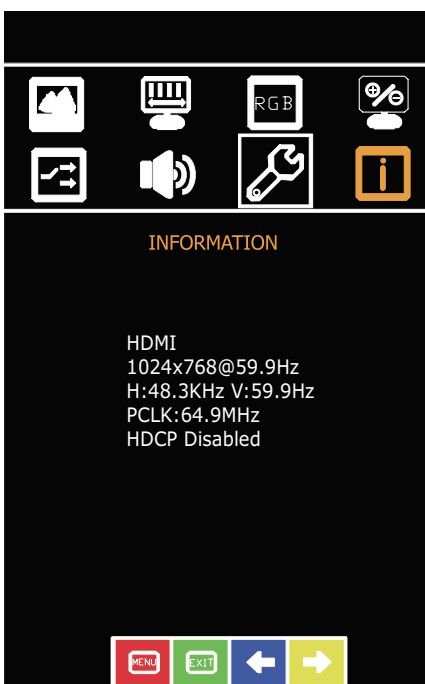 RGB
i
INFORMATION
HDMI
1024x768@59.9Hz
H:48.3KHz V:59.9Hz
PCLK:64.9MHz
HDCP Disabled
MENU EXIT